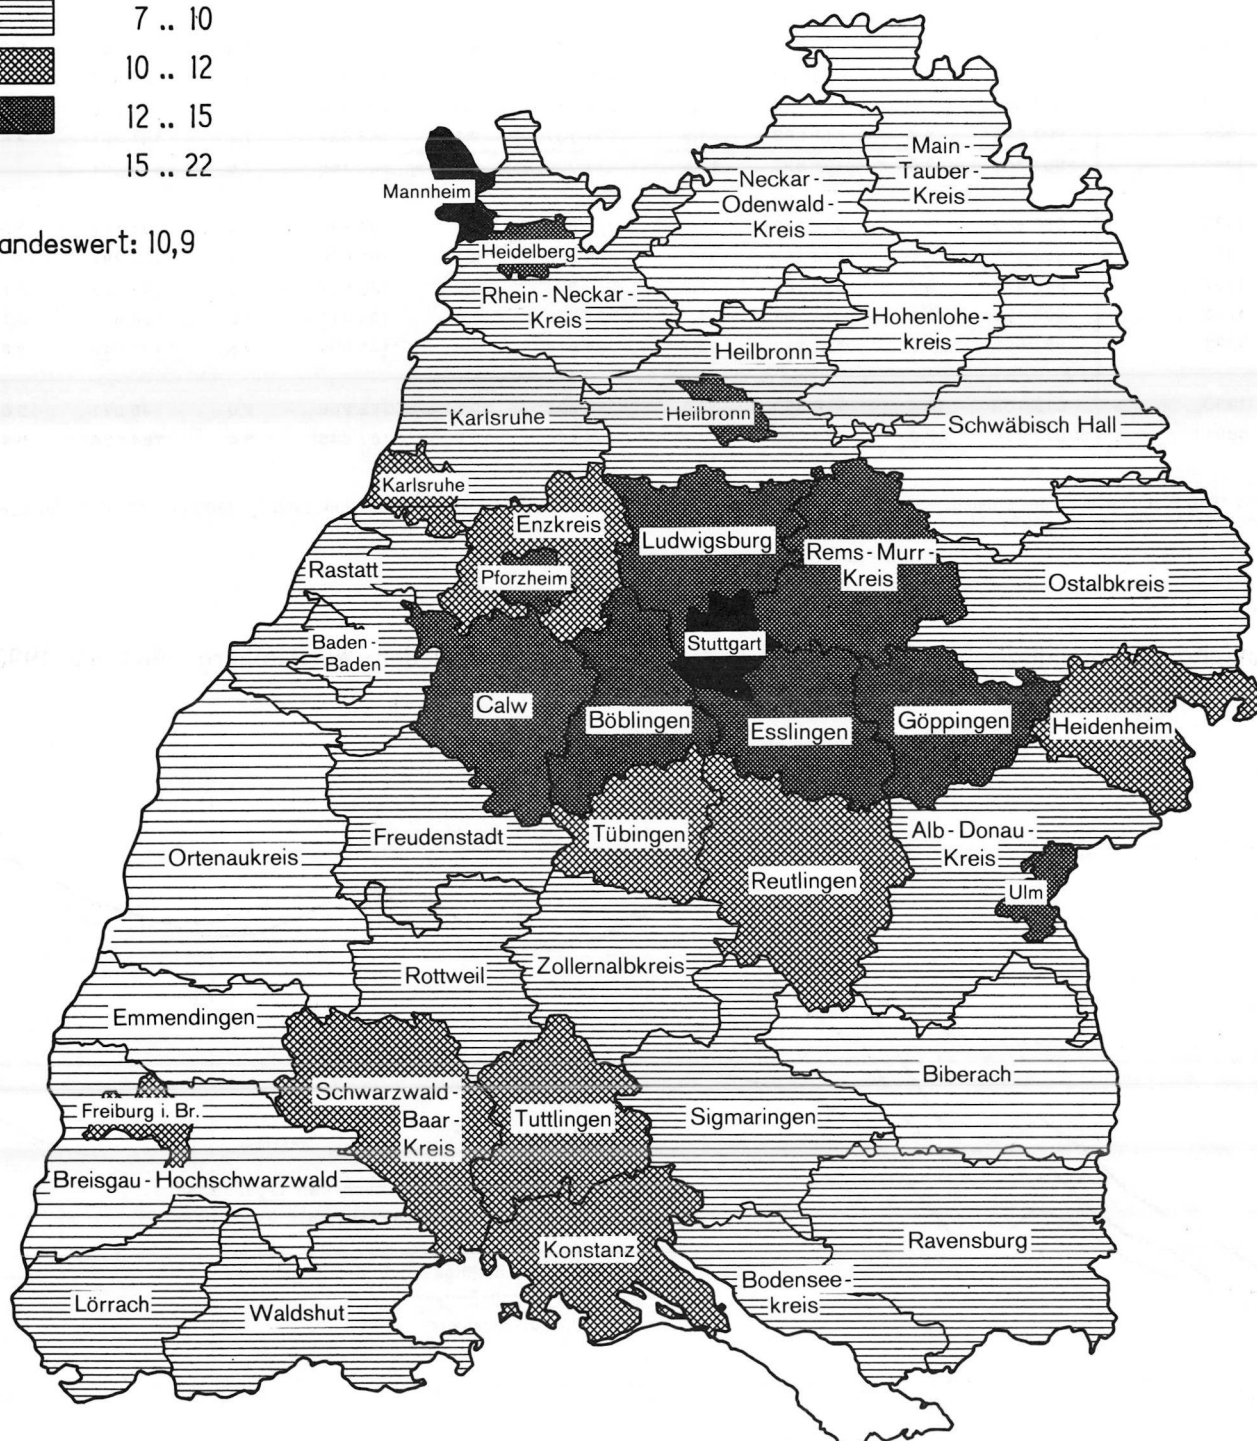 7 .. 10
10 .. 12
12 .. 15
15 .. 22
andeswert: 10,9
Main-
Tauber-
Kreis
Neckar-
Odenwald-
Kreis
Mannheim
Heidelberg
Rhein-Neckar-
Kreis
Hohenlohe-
kreis
Heilbronn
Heilbronn
Karlsruhe
Schwäbisch Hall
Karlsruhe
Enzkreis
Ludwigsburg
Rems-Murr-
Kreis
Pforzheim
Rastatt
Ostalbkreis
Baden-
Baden
Stuttgart
Calw
Böblingen
Esslingen
Göppingen
Heidenheim
Freudenstadt
Tübingen
Alb-Donau-
Kreis
Ortenaukreis
Reutlingen
Ulm
Rottweil
Zollernalbkreis
Emmendingen
Schwarzwald-
Baar-
Kreis
Tuttlingen
Sigmaringen
Biberach
Freiburg i. Br.
Breisgau-Hochschwarzwald
Konstanz
Ravensburg
Bodensee-
kreis
Lörrach
Waldshut